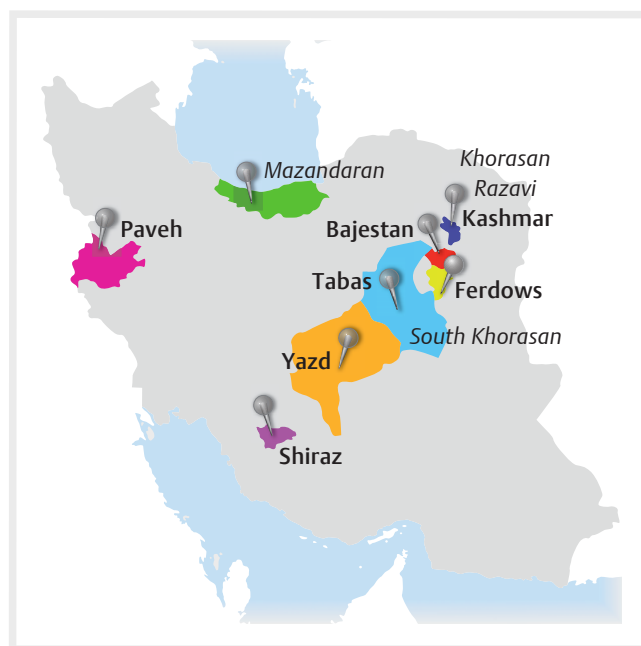 Mazandaran
Khorasan
Razavi
Kashmar
Paveh
Bajestan
Tabas
Ferdows
South Khorasan
Yazd
Shiraz